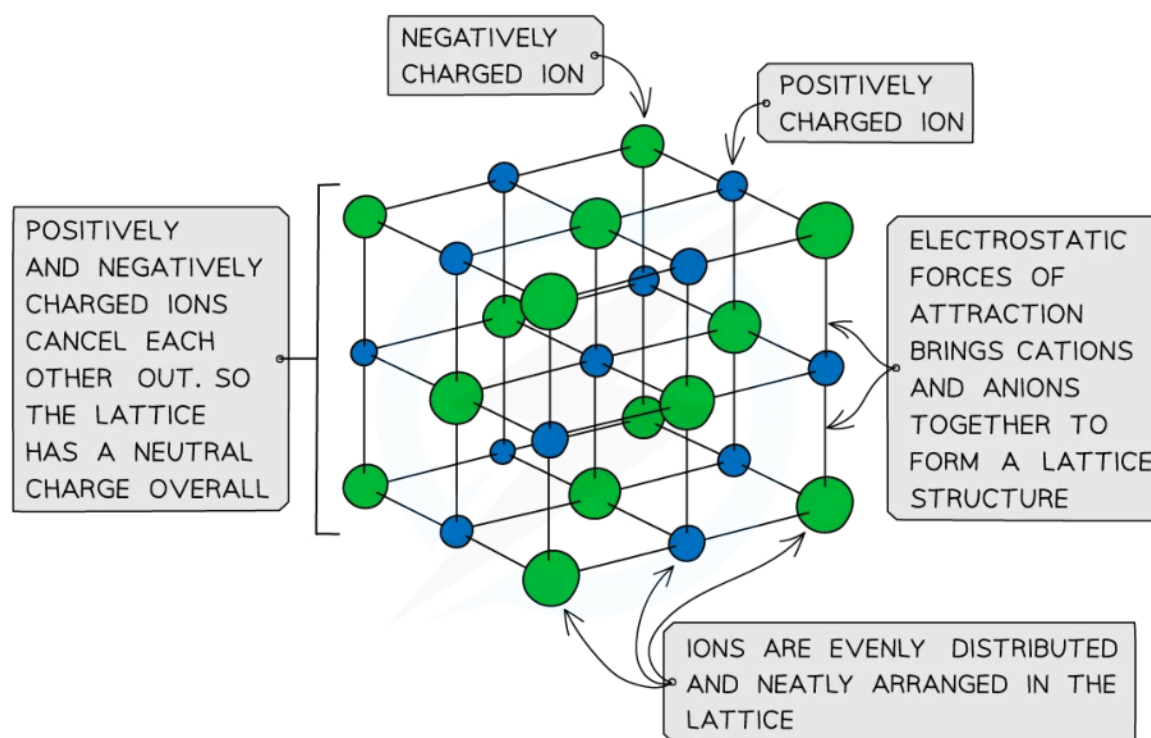 NEGATIVELY
CHARGED ION
POSITIVELY
CHARGED ION
POSITIVELY
AND NEGATIVELY
CHARGED IONS
CANCEL EACH
OTHER OUT. SO
THE LATTICE
HAS A NEUTRAL
CHARGE OVERALL
ELECTROSTATIC
FORCES OF
ATTRACTION
BRINGS CATIONS
AND ANIONS
TOGETHER TO
FORM A LATTICE
STRUCTURE
IONS ARE EVENLY DISTRIBUTED
AND NEATLY ARRANGED IN THE
LATTICE